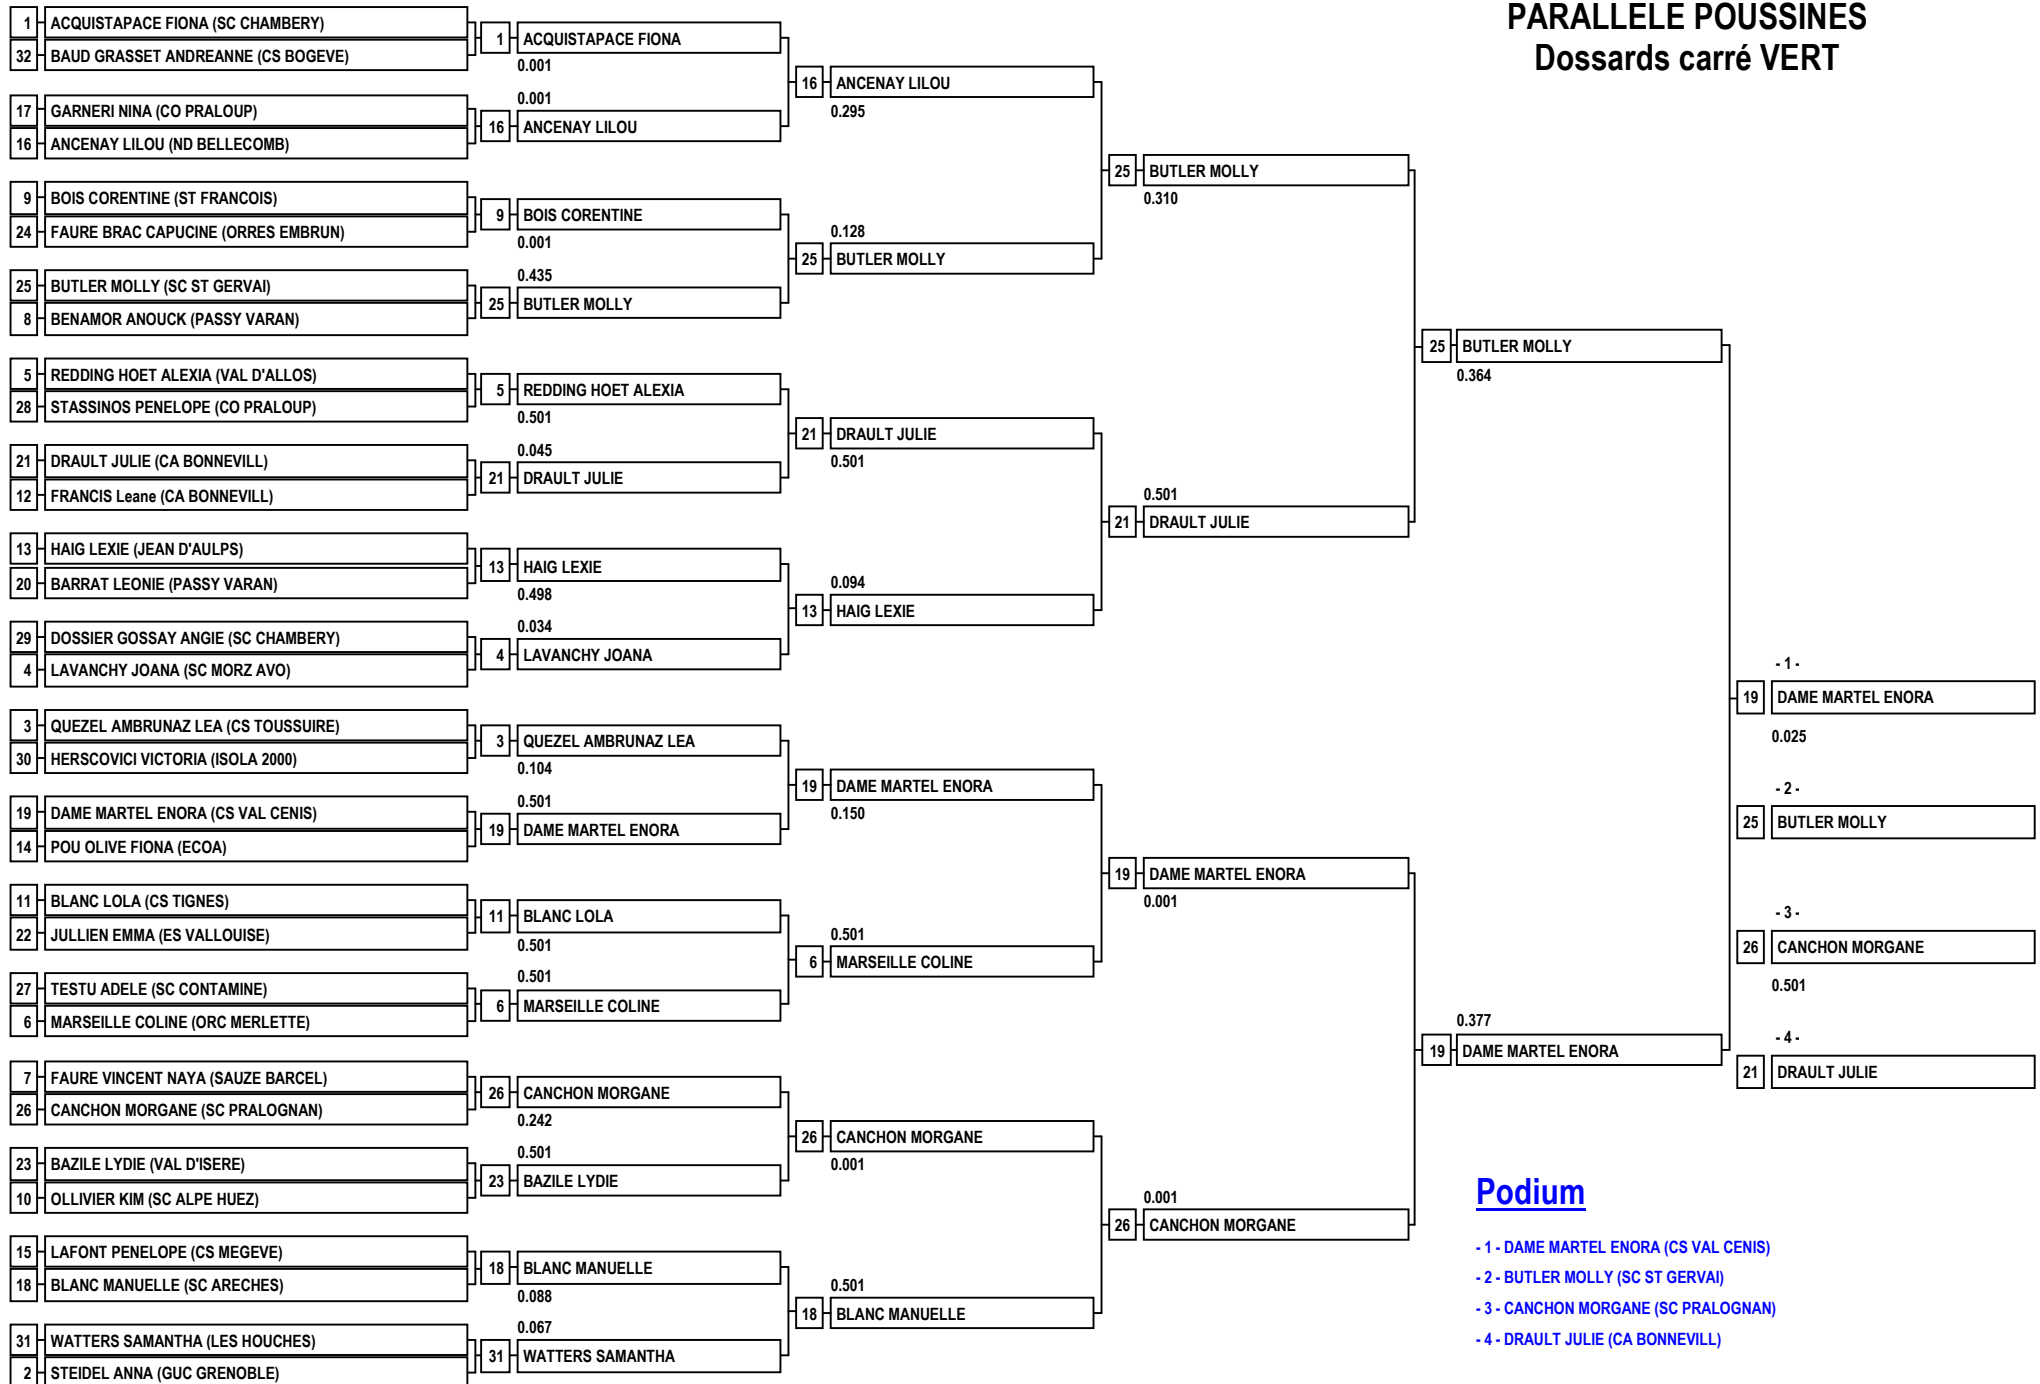 PARALLELE POUSSINES
Dossards carré VERT
1 ACQUISTAPACE FIONA (SC CHAMBERY)
32 BAUD GRASSET ANDREANNE (CS BOGEVE)
17 GARNERI NINA (CO PRALOUP)
16 ANCENAY LILOU (ND BELLECOMB)
9 BOIS CORENTINE (ST FRANCOIS)
24 FAURE BRAC CAPUCINE (ORRES EMBRUN)
25 BUTLER MOLLY (SC ST GERVAI)
8 BENAMOR ANOUCK (PASSY VARAN)
5 REDDING HOET ALEXIA (VAL D'ALLOS)
28 STASSINOS PENELOPE (CO PRALOUP)
21 DRAULT JULIE (CA BONNEVILL)
12 FRANCIS Leane (CA BONNEVILL)
13 HAIG LEXIE (JEAN D'AULPS)
20 BARRAT LEONIE (PASSY VARAN)
29 DOSSIER GOSSAY ANGIE (SC CHAMBERY)
4 LAVANCHY JOANA (SC MORZ AVO)
3 QUEZEL AMBRUNAZ LEA (CS TOUSSUIRE)
30 HERSCOVICI VICTORIA (ISOLA 2000)
19 DAME MARTEL ENORA (CS VAL CENIS)
14 POU OLIVE FIONA (ECOA)
11 BLANC LOLA (CS TIGNES)
22 JULLIEN EMMA (ES VALLOUISE)
27 TESTU ADELE (SC CONTAMINE)
6 MARSEILLE COLINE (ORC MERLETTE)
7 FAURE VINCENT NAYA (SAUZE BARCEL)
26 CANCHON MORGANE (SC PRALOGNAN)
23 BAZILE LYDIE (VAL D'ISERE)
10 OLLIVIER KIM (SC ALPE HUEZ)
15 LAFONT PENELOPE (CS MEGEVE)
18 BLANC MANUELLE (SC ARECHES)
31 WATTERS SAMANTHA (LES HOUCHES)
2 STEIDEL ANNA (GUC GRENOBLE)
1 ACQUISTAPACE FIONA
0.001
0.001
16 ANCENAY LILOU
9 BOIS CORENTINE
0.001
0.435
25 BUTLER MOLLY
5 REDDING HOET ALEXIA
0.501
0.045
21 DRAULT JULIE
13 HAIG LEXIE
0.498
0.034
4 LAVANCHY JOANA
3 QUEZEL AMBRUNAZ LEA
0.104
0.501
19 DAME MARTEL ENORA
11 BLANC LOLA
0.501
0.501
6 MARSEILLE COLINE
26 CANCHON MORGANE
0.242
0.501
23 BAZILE LYDIE
18 BLANC MANUELLE
0.088
0.067
31 WATTERS SAMANTHA
16 ANCENAY LILOU
0.295
0.128
25 BUTLER MOLLY
21 DRAULT JULIE
0.501
0.094
13 HAIG LEXIE
19 DAME MARTEL ENORA
0.150
0.501
6 MARSEILLE COLINE
26 CANCHON MORGANE
0.001
0.501
18 BLANC MANUELLE
25 BUTLER MOLLY
0.310
0.501
21 DRAULT JULIE
19 DAME MARTEL ENORA
0.001
0.001
26 CANCHON MORGANE
25 BUTLER MOLLY
0.364
0.377
19 DAME MARTEL ENORA
- 1 -
19 DAME MARTEL ENORA
0.025
- 2 -
25 BUTLER MOLLY
- 3 -
26 CANCHON MORGANE
0.501
- 4 -
21 DRAULT JULIE
Podium
- 1 - DAME MARTEL ENORA (CS VAL CENIS)
- 2 - BUTLER MOLLY (SC ST GERVAI)
- 3 - CANCHON MORGANE (SC PRALOGNAN)
- 4 - DRAULT JULIE (CA BONNEVILL)